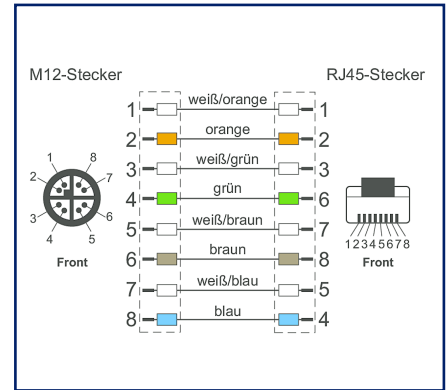 M12-Stecker RJ45-Stecker
1 weiß/orange 1
2 orange 2
3 weiß/grün 3
4 grün 6
5 weiß/braun 7
6 braun 8
7 weiß/blau 5
8 blau 4
1 8
2 7
3 6
4 5
Front
12345678
Front